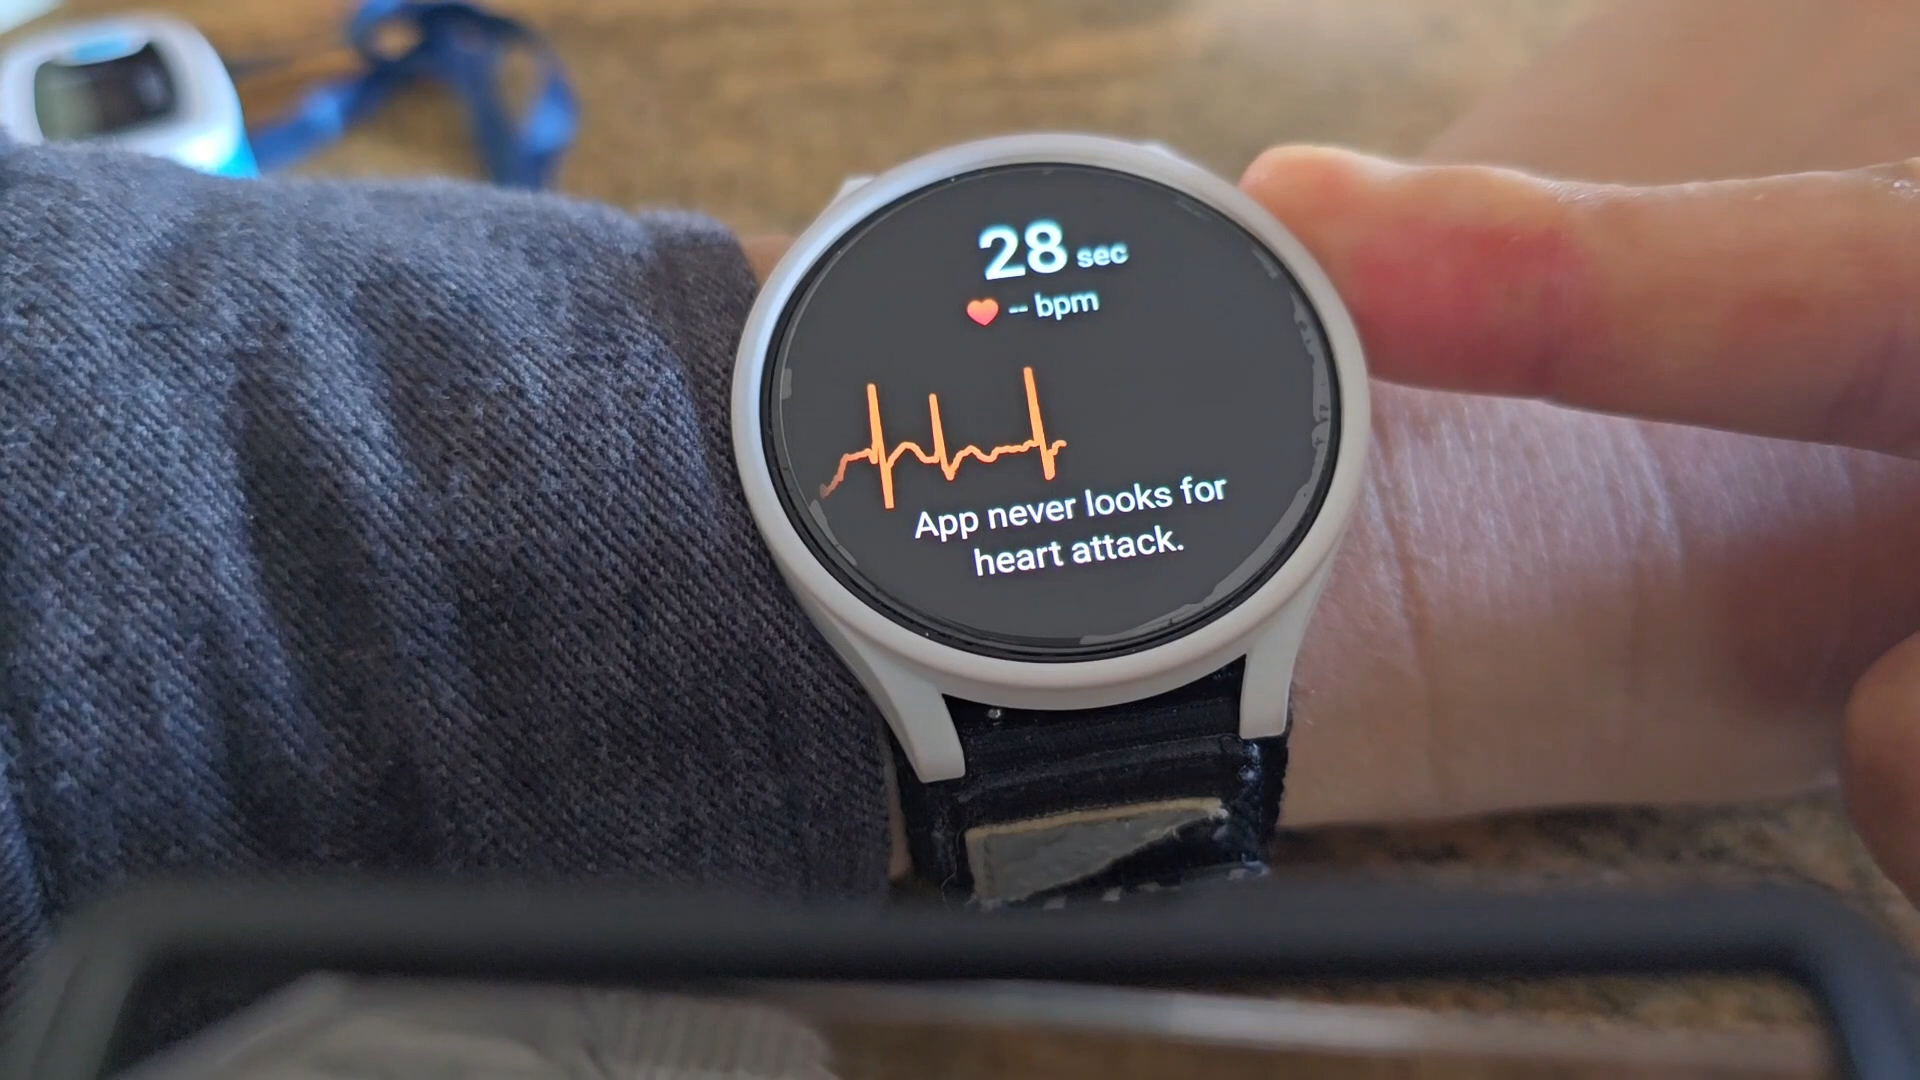 28 sec
-- bpm
App never looks for
heart attack.